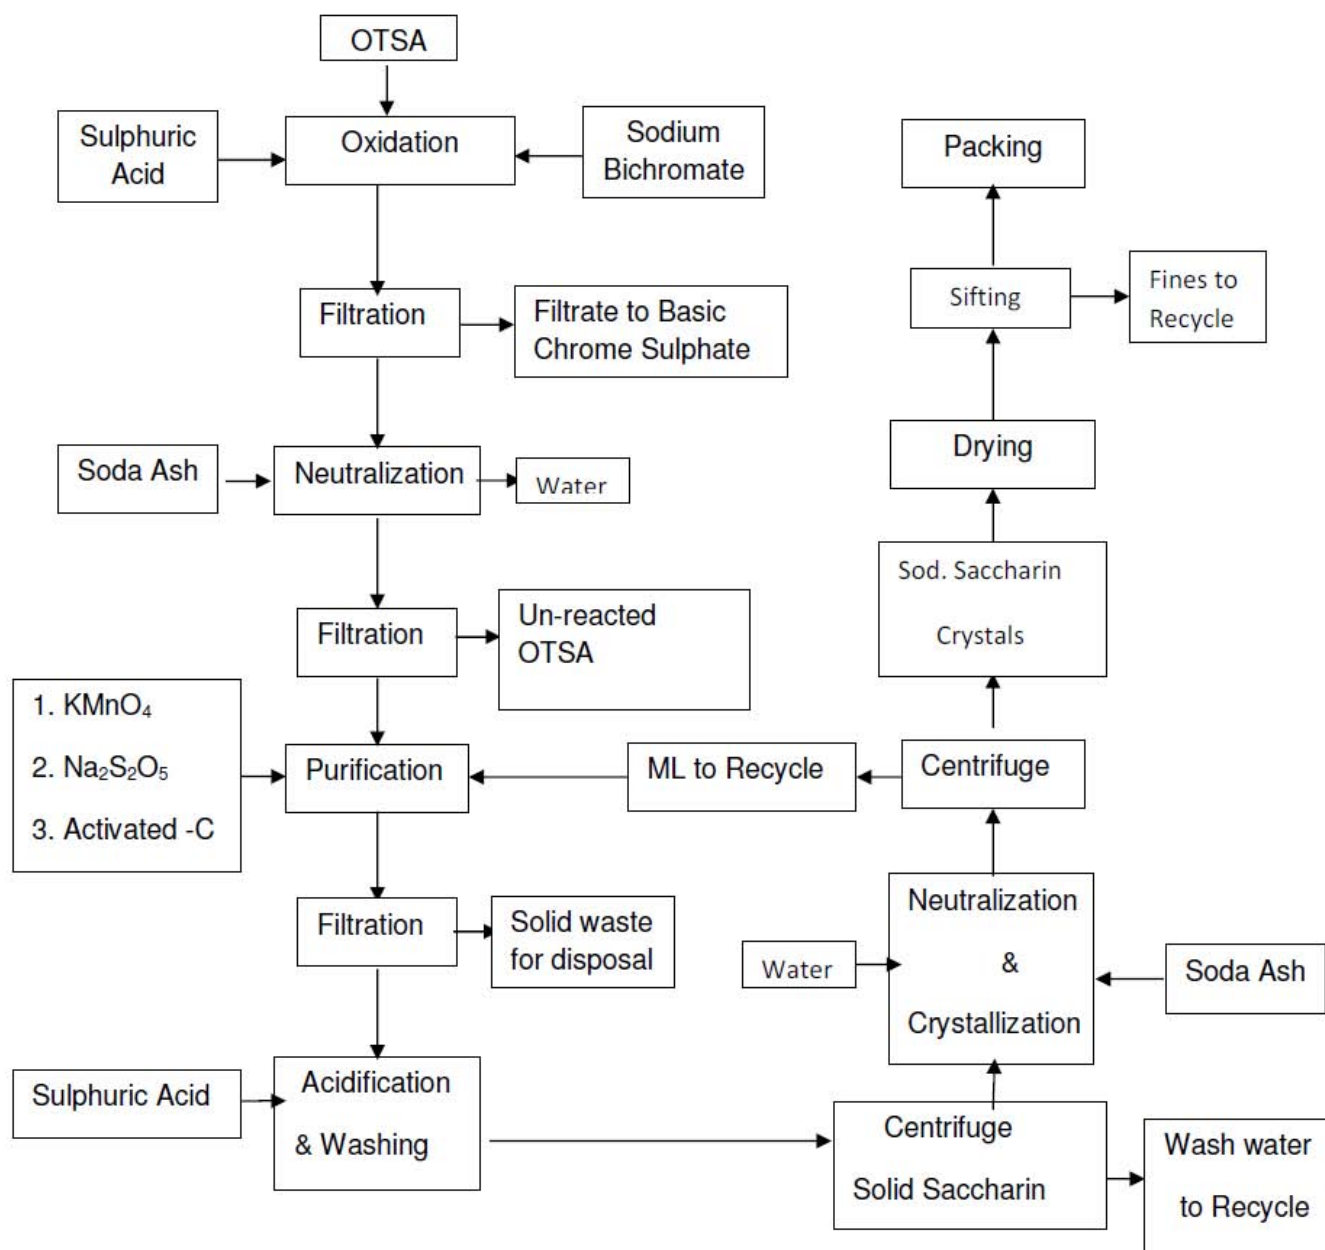 OTSA
Sulphuric
Acid
Oxidation
Sodium
Bichromate
Packing
Filtration
Filtrate to Basic
Chrome Sulphate
Sifting
Fines to
Recycle
Soda Ash
Neutralization
Water
Drying
Filtration
Un-reacted
OTSA
Sod. Saccharin
Crystals
1. KMnO₄
2. Na₂S₂O₅
3. Activated -C
Purification
ML to Recycle
Centrifuge
Filtration
Solid waste
for disposal
Water
Neutralization
&
Crystallization
Soda Ash
Sulphuric Acid
Acidification
& Washing
Centrifuge
Solid Saccharin
Wash water
to Recycle